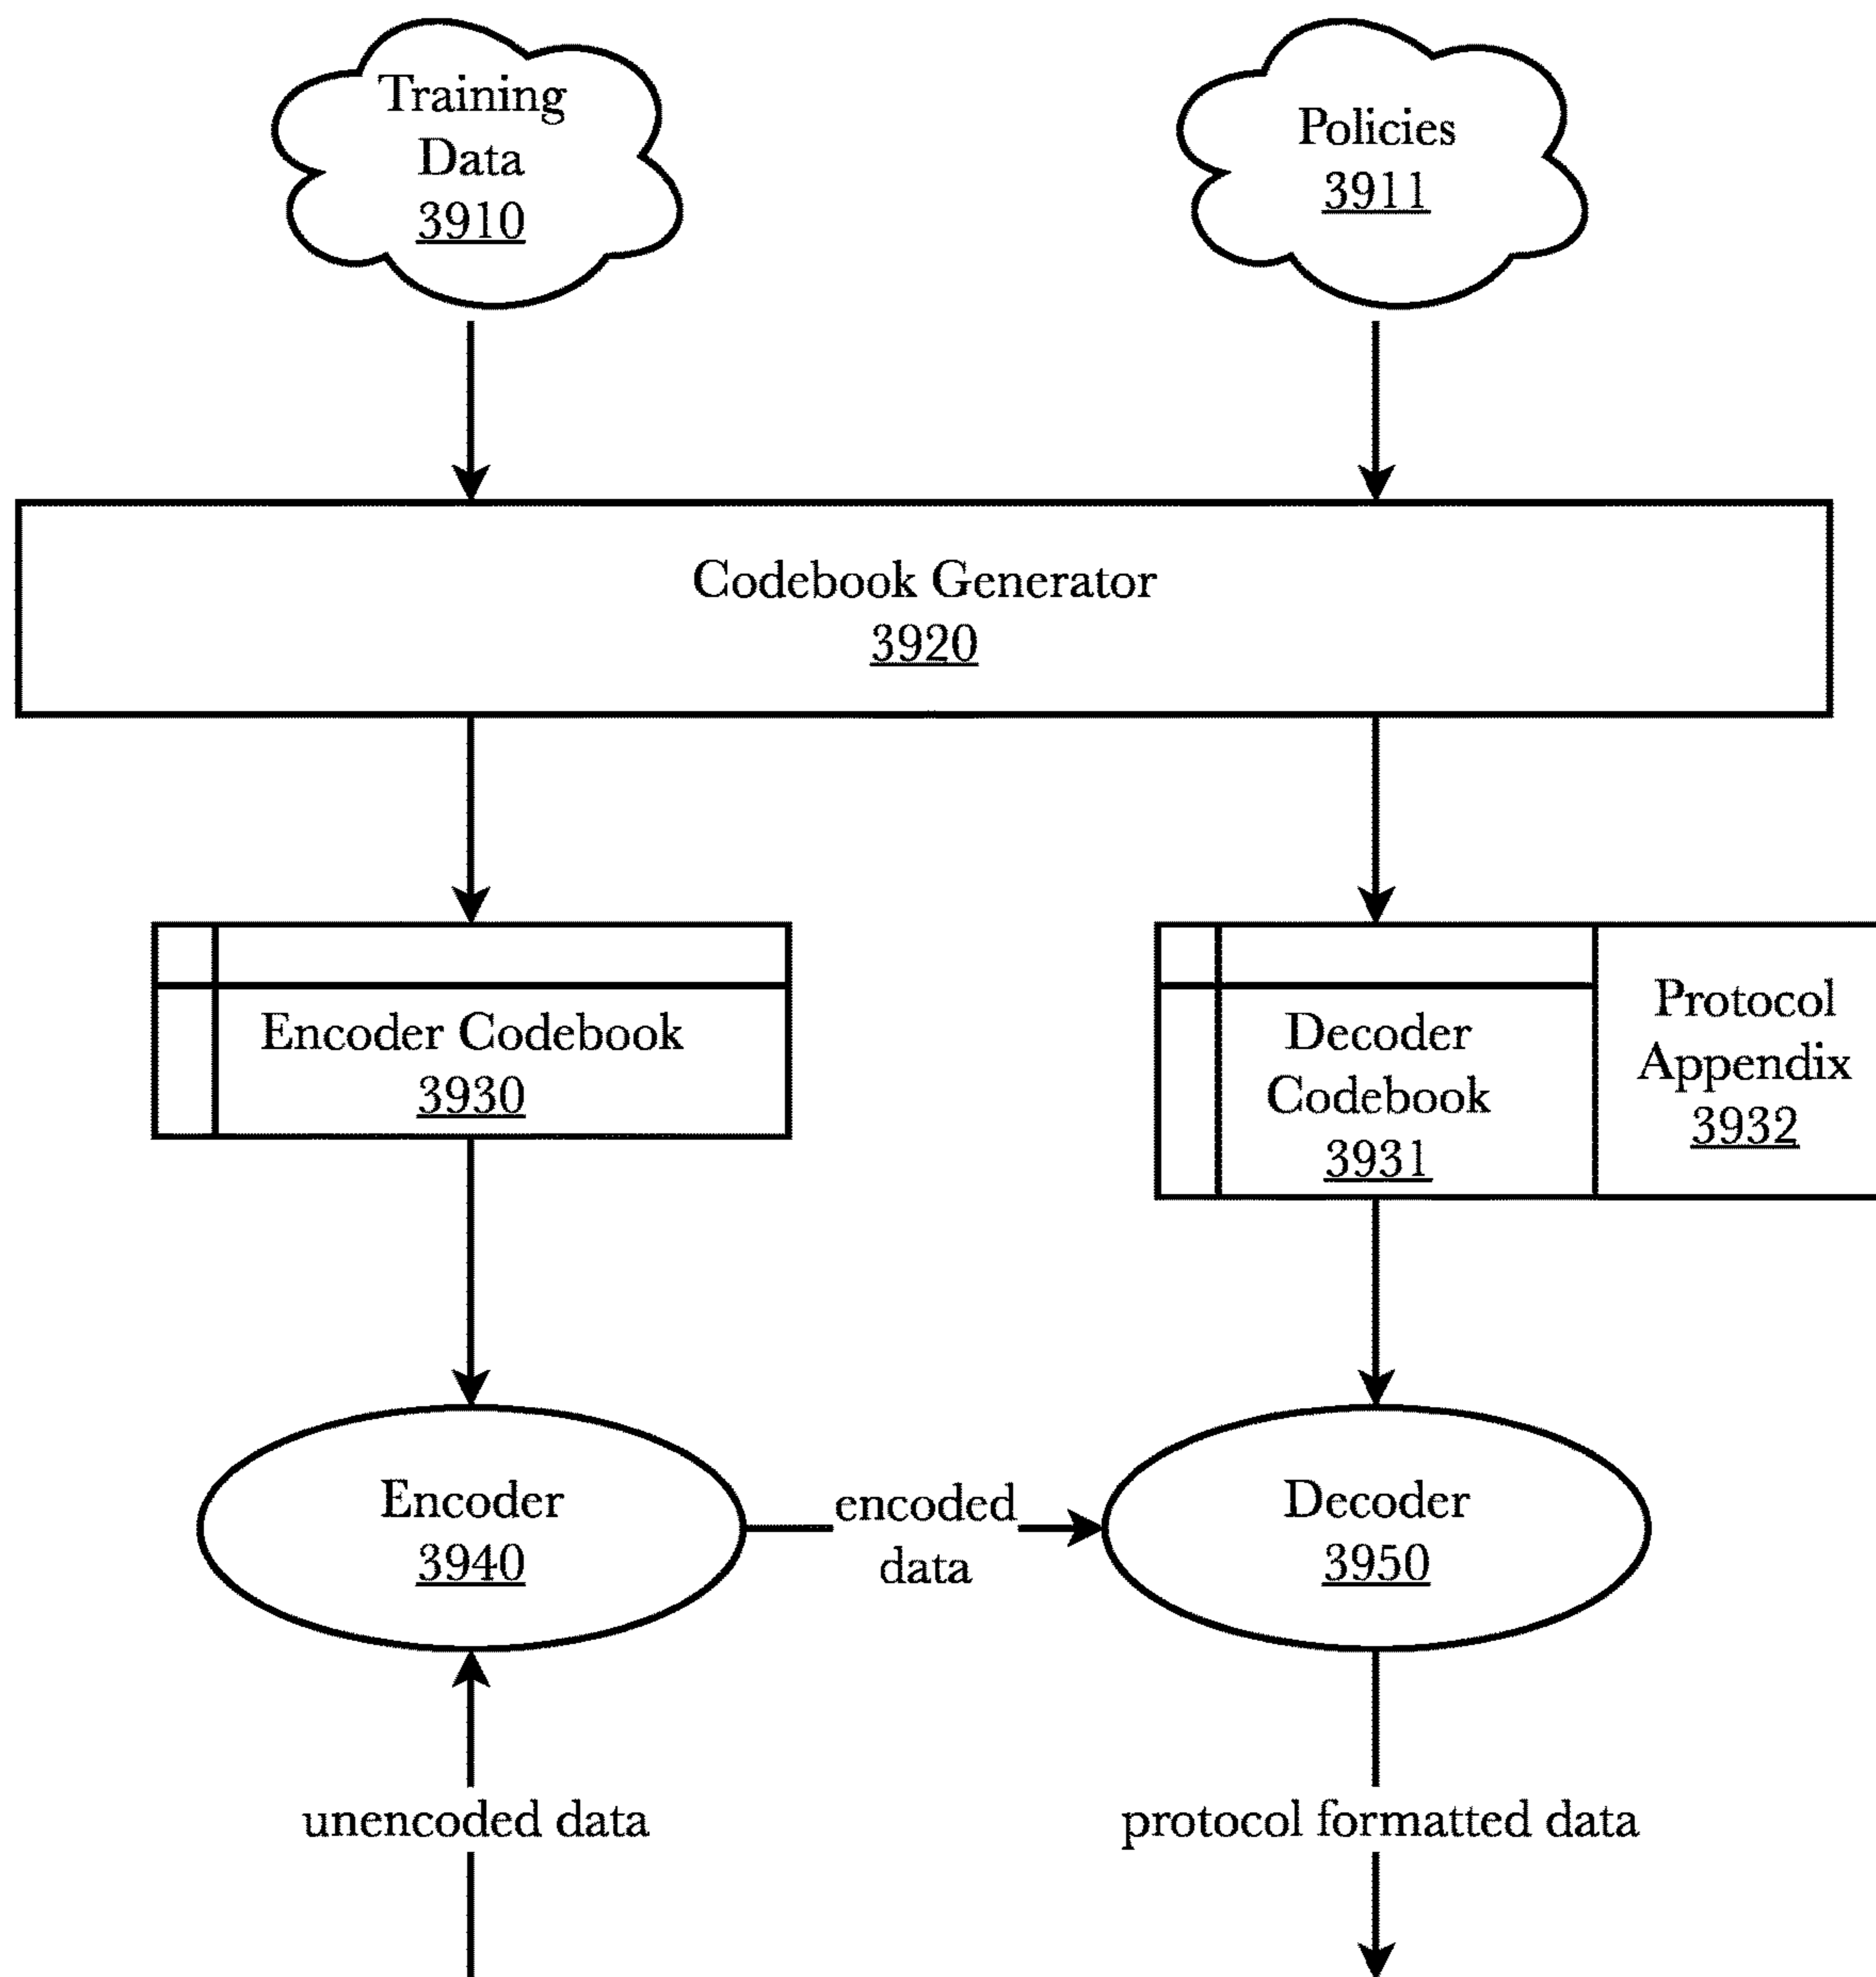 Training
Data
3910
Policies
3911
Codebook Generator
3920
Encoder Codebook
3930
Decoder
Codebook
3931
Protocol
Appendix
3932
Encoder
3940
encoded
data
Decoder
3950
unencoded data
protocol formatted data